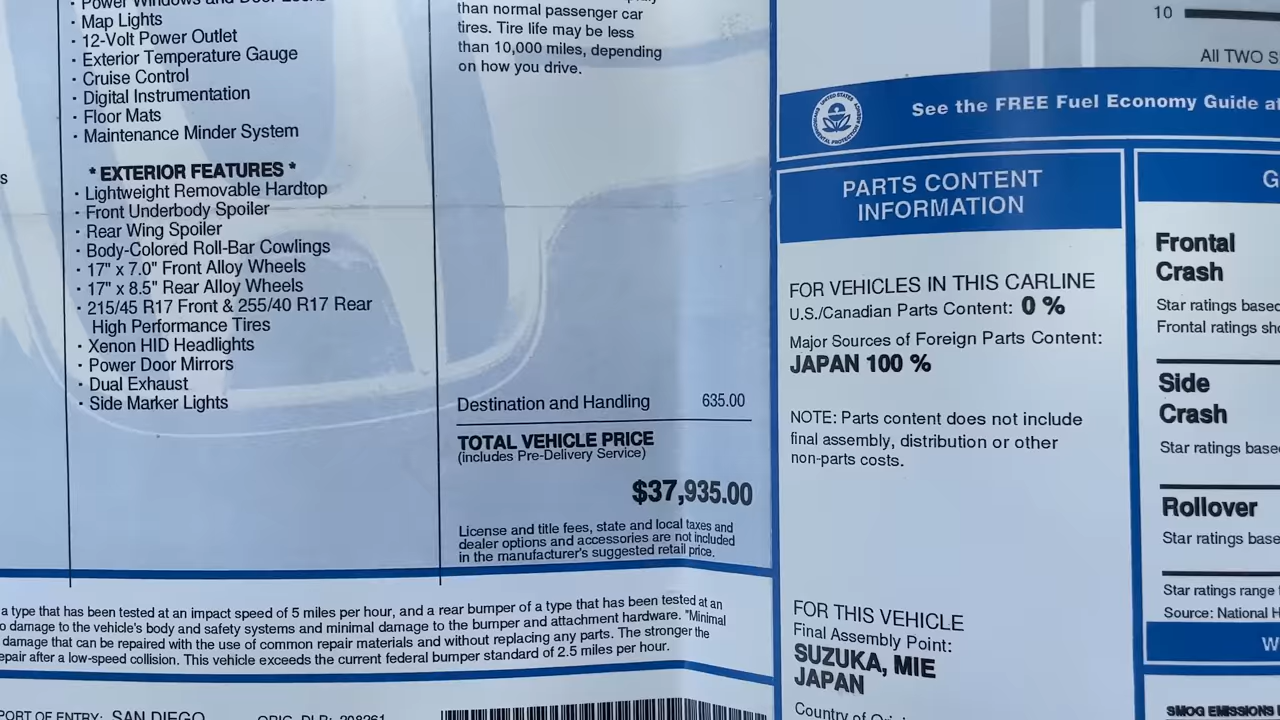 · Map Lights
· 12-Volt Power Outlet
· Exterior Temperature Gauge
· Cruise Control
· Digital Instrumentation
· Floor Mats
· Maintenance Minder System
* EXTERIOR FEATURES *
· Lightweight Removable Hardtop
· Front Underbody Spoiler
· Rear Wing Spoiler
· Body-Colored Roll-Bar Cowlings
· 17" x 7.0" Front Alloy Wheels
· 17" x 8.5" Rear Alloy Wheels
· 215/45 R17 Front & 255/40 R17 Rear
High Performance Tires
· Xenon HID Headlights
· Power Door Mirrors
· Dual Exhaust
· Side Marker Lights
than normal passenger car
tires. Tire life may be less
than 10,000 miles, depending
on how you drive.
Destination and Handling 635.00
TOTAL VEHICLE PRICE
(includes Pre-Delivery Service)
$37,935.00
License and title fees, state and local taxes and
dealer options and accessories are not included
in the manufacturer's suggested retail price.
a type that has been tested at an impact speed of 5 miles per hour, and a rear bumper of a type that has been tested at an
damage to the vehicle's body and safety systems and minimal damage to the bumper and attachment hardware. "Minimal
damage that can be repaired with the use of common repair materials and without replacing any parts. The stronger the
epair after a low-speed collision. This vehicle exceeds the current federal bumper standard of 2.5 miles per hour.
PORT OF ENTRY: SAN DIEGO
10
All TWO S
See the FREE Fuel Economy Guide at
PARTS CONTENT
INFORMATION
FOR VEHICLES IN THIS CARLINE
U.S./Canadian Parts Content: 0 %
Major Sources of Foreign Parts Content:
JAPAN 100 %
NOTE: Parts content does not include
final assembly, distribution or other
non-parts costs.
FOR THIS VEHICLE
Final Assembly Point:
SUZUKA, MIE
JAPAN
Country of
G
Frontal
Crash
Star ratings based
Frontal ratings sho
Side
Crash
Star ratings base
Rollover
Star ratings base
Star ratings range
Source: National H
W
SMOG EMISSIONS